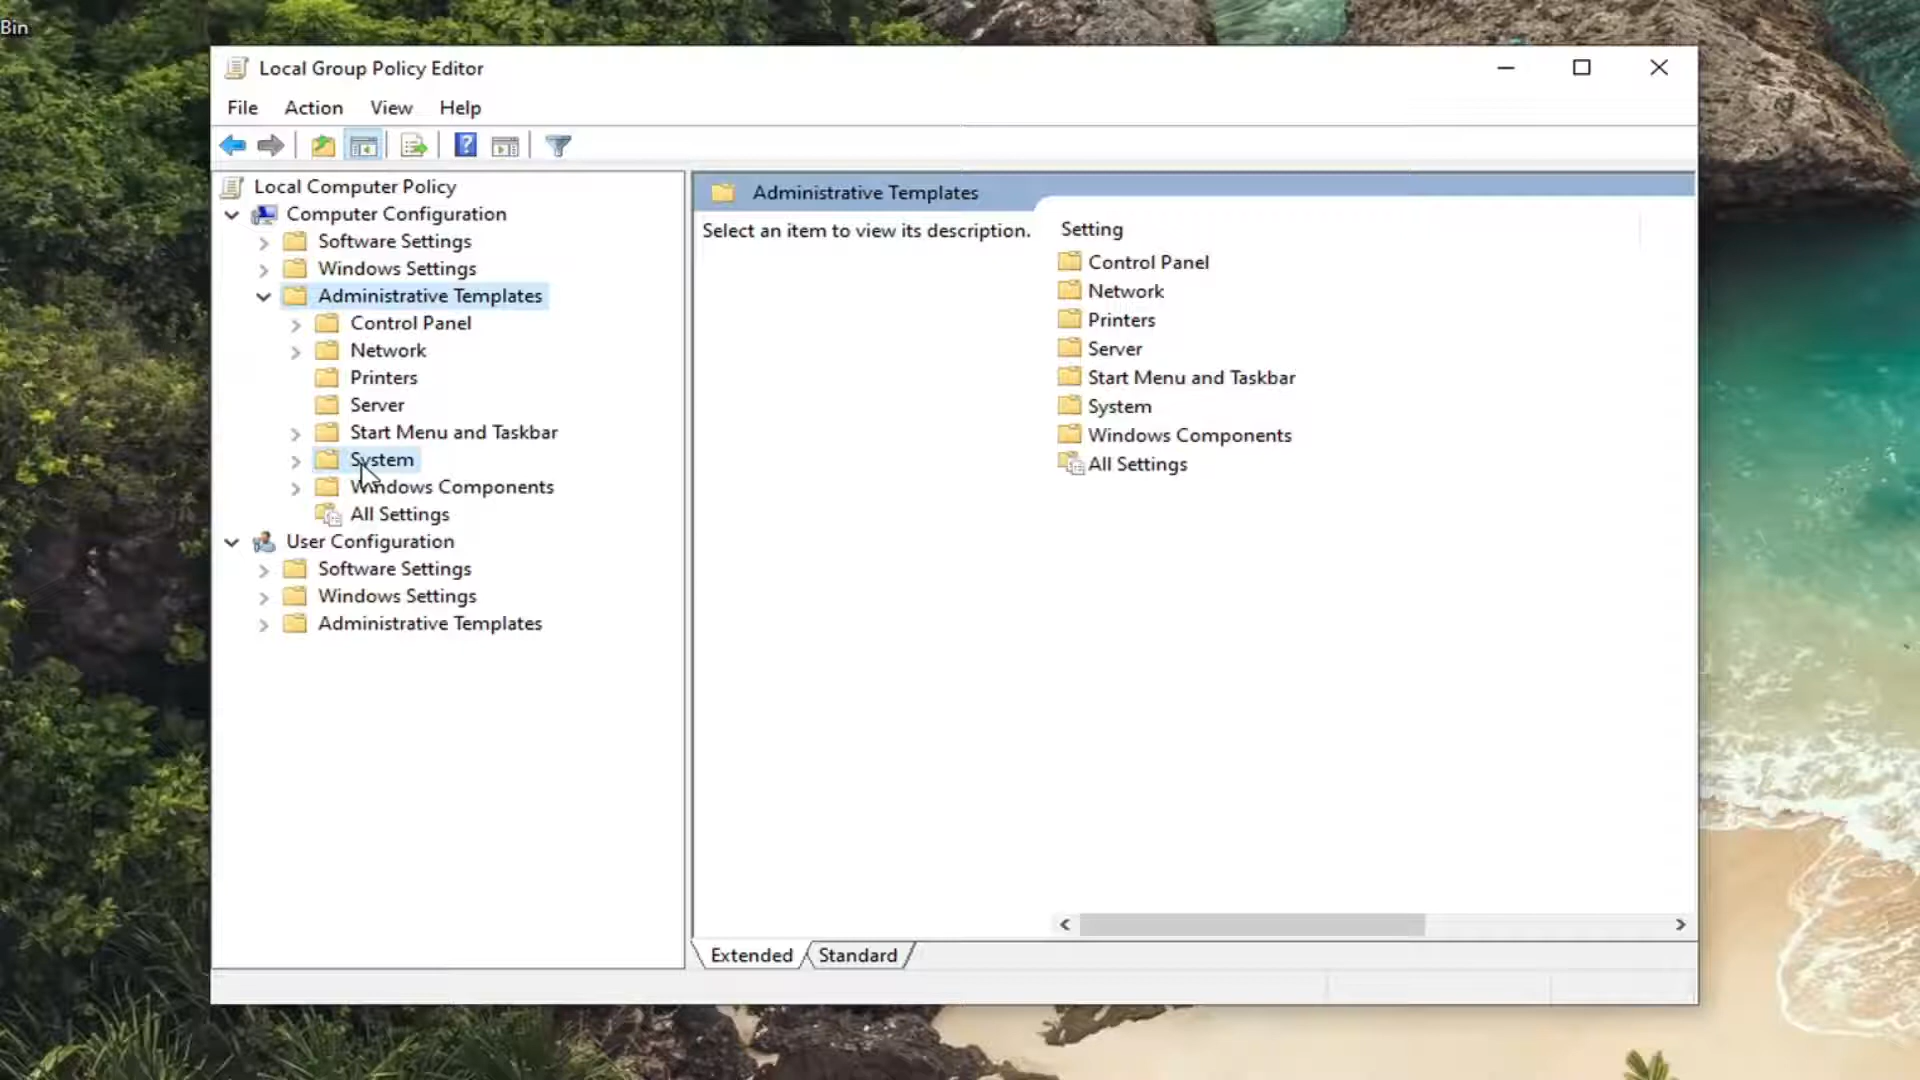 Bin
Local Group Policy Editor
File Action View Help
Local Computer Policy
Computer Configuration
Software Settings
Windows Settings
Administrative Templates
Control Panel
Network
Printers
Server
Start Menu and Taskbar
System
Windows Components
All Settings
User Configuration
Software Settings
Windows Settings
Administrative Templates
Administrative Templates
Select an item to view its description.
Setting
Control Panel
Network
Printers
Server
Start Menu and Taskbar
System
Windows Components
All Settings
Extended Standard